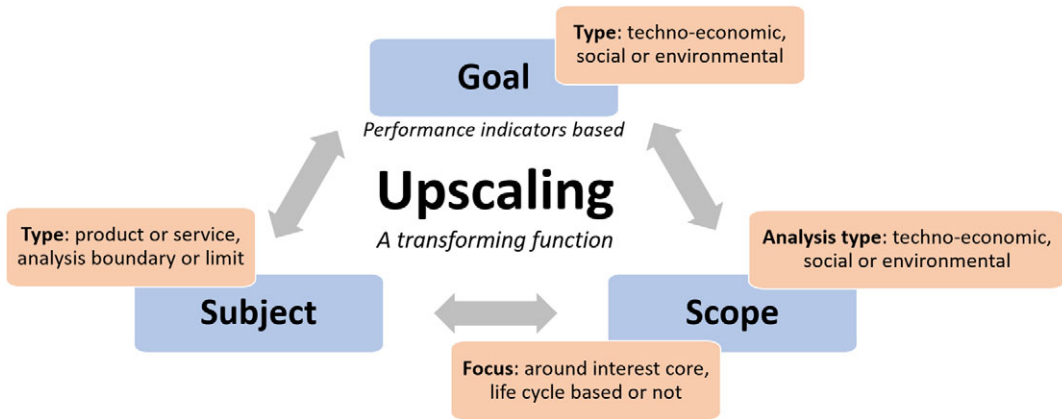 Type: techno-economic,
social or environmental
Goal
Performance indicators based
Upscaling
A transforming function
Type: product or service,
analysis boundary or limit
Subject
Analysis type: techno-economic,
social or environmental
Scope
Focus: around interest core,
life cycle based or not